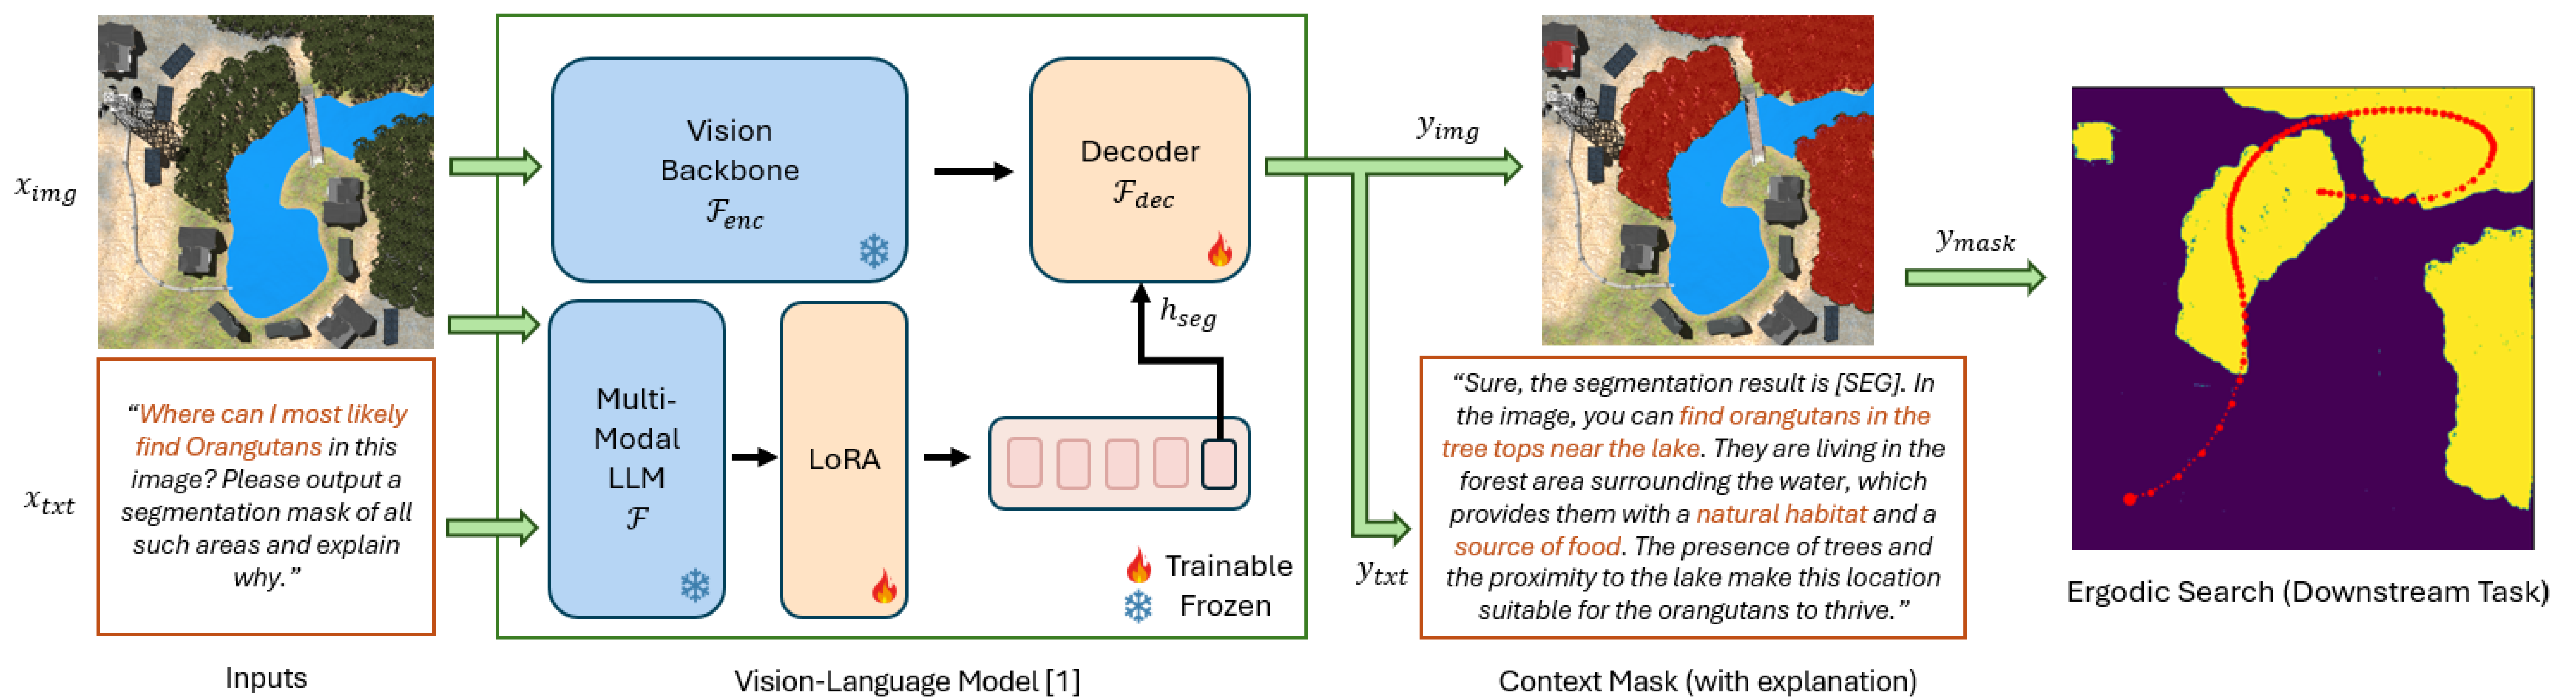 x_img
x_txt
“Where can I most likely
find Orangutans in this
image? Please output a
segmentation mask of all
such areas and explain
why.”
Inputs
Vision
Backbone
ℱ_enc
Decoder
ℱ_dec
h_seg
Multi-
Modal
LLM
ℱ
LoRA
Trainable
Frozen
Vision-Language Model [1]
y_img
y_txt
“Sure, the segmentation result is [SEG]. In
the image, you can find orangutans in the
tree tops near the lake. They are living in the
forest area surrounding the water, which
provides them with a natural habitat and a
source of food. The presence of trees and
the proximity to the lake make this location
suitable for the orangutans to thrive.”
Context Mask (with explanation)
y_mask
Ergodic Search (Downstream Task)